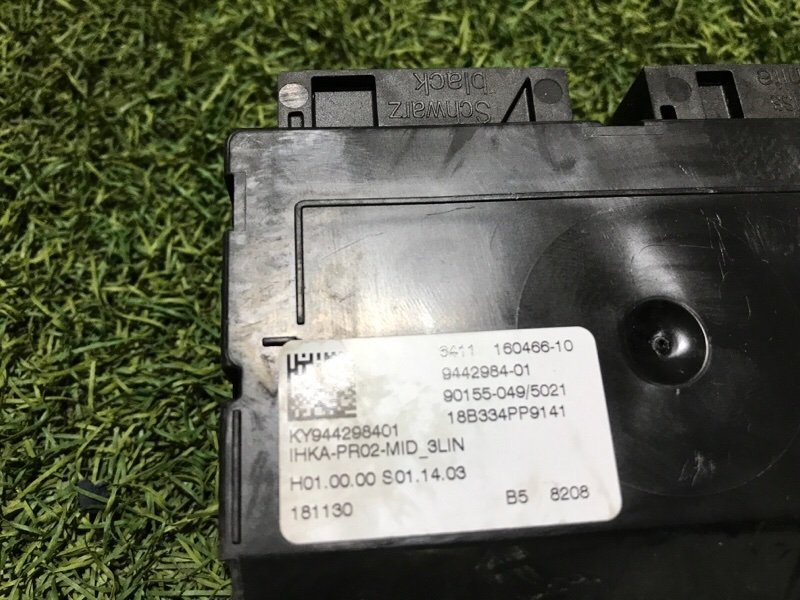 Schwarz
black
6411 160466-10
9442984-01
90155-049/5021
18B334PP9141
KY944298401
IHKA-PR02-MID_3LIN
H01.00.00 S01.14.03
181130 B5 8208